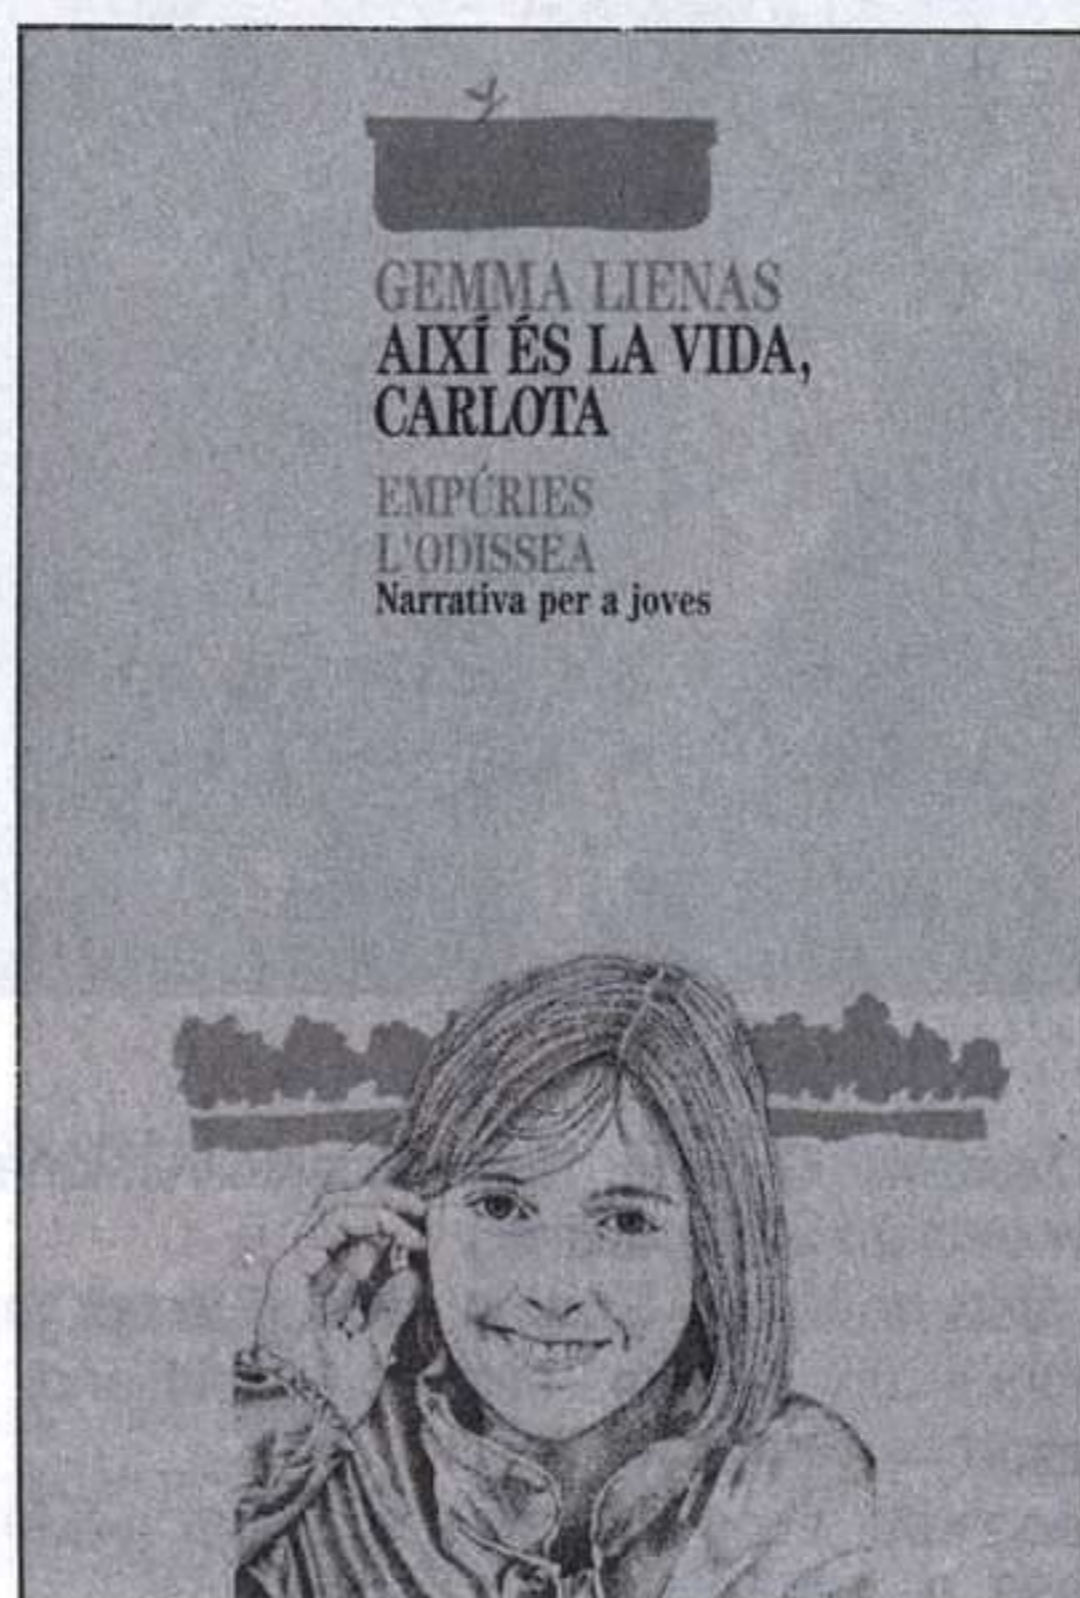 GEMMA LIENAS
AIXÍ ÉS LA VIDA,
CARLOTA
EMPÚRIES
L'ODISSEA
Narrativa per a joves